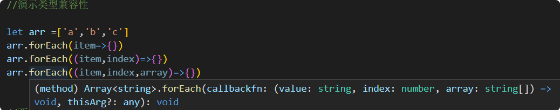 //演示类型兼容性
let arr =['a','b','c']
arr.forEach(item=>{})
arr.forEach((item,index)=>{})
arr.forEach((item,index,array)=>{})
(method) Array<string>.forEach(callbackfn: (value: string, index: number, array: string[]) =>
void, thisArg?: any): void